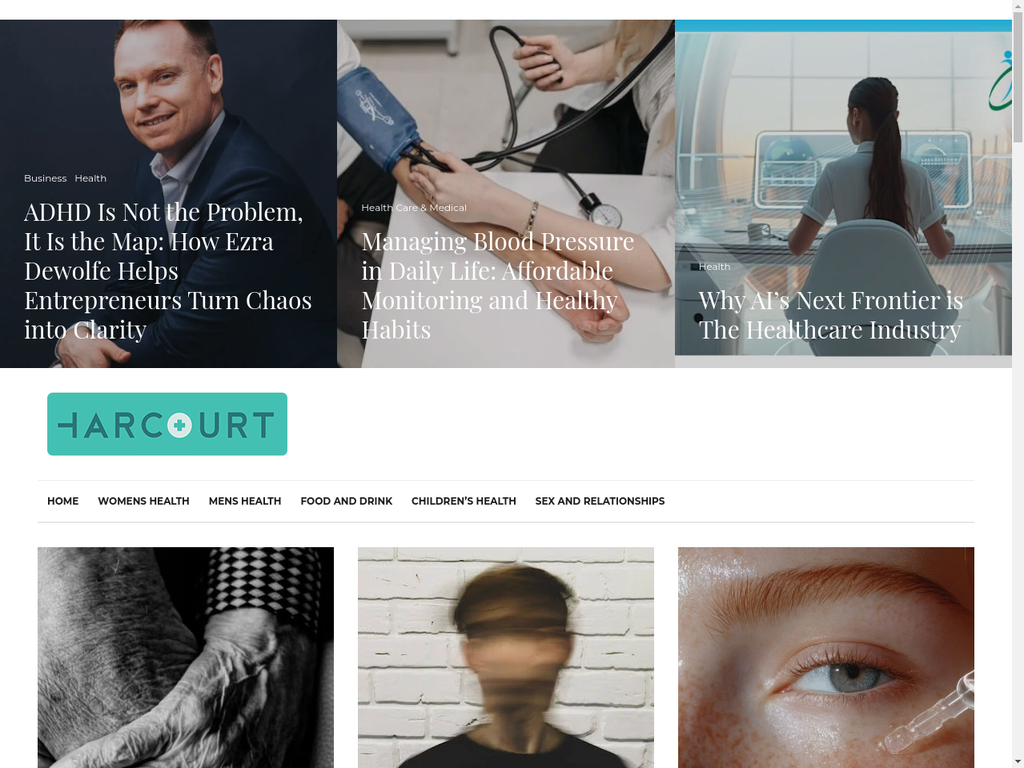 Business Health
ADHD Is Not the Problem,
It Is the Map: How Ezra
Dewolfe Helps
Entrepreneurs Turn Chaos
into Clarity
Health Care & Medical
Managing Blood Pressure
in Daily Life: Affordable
Monitoring and Healthy
Habits
Health
Why AI’s Next Frontier is
The Healthcare Industry
HARCOURT
HOME WOMENS HEALTH MENS HEALTH FOOD AND DRINK CHILDREN’S HEALTH SEX AND RELATIONSHIPS